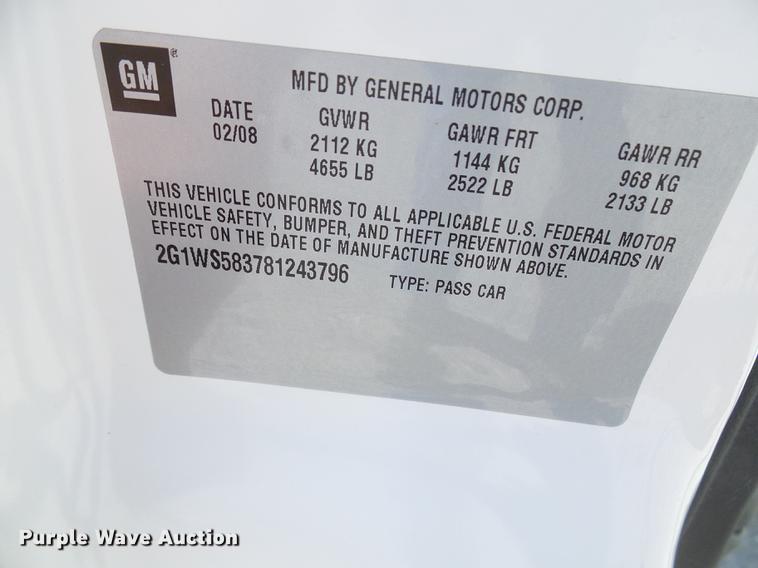 GM ®
MFD BY GENERAL MOTORS CORP.
DATE GVWR GAWR FRT GAWR RR
02/08 2112 KG 1144 KG 968 KG
4655 LB 2522 LB 2133 LB
THIS VEHICLE CONFORMS TO ALL APPLICABLE U.S. FEDERAL MOTOR
VEHICLE SAFETY, BUMPER, AND THEFT PREVENTION STANDARDS IN
EFFECT ON THE DATE OF MANUFACTURE SHOWN ABOVE.
2G1WS583781243796 TYPE: PASS CAR
Purple Wave Auction